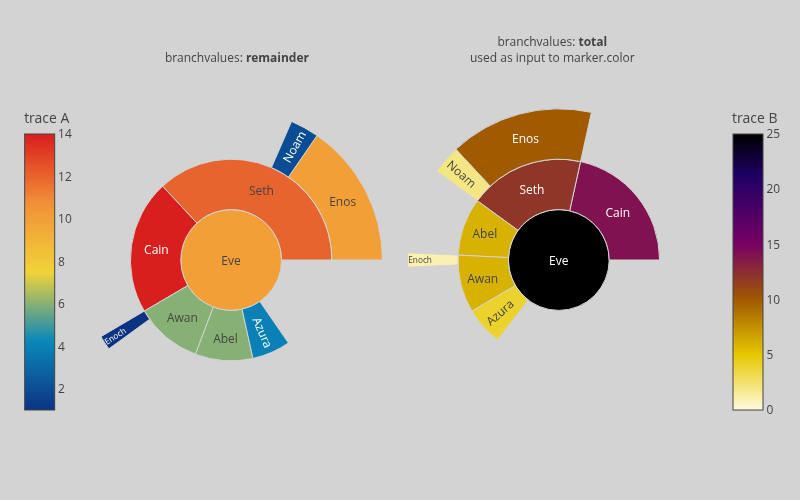 branchvalues: remainder
branchvalues: total
used as input to marker.color
trace A
14
12
10
8
6
4
2
Eve
Seth
Cain
Awan
Abel
Azura
Noam
Enos
Enoch
Eve
Cain
Seth
Abel
Awan
Azura
Enos
Noam
Enoch
trace B
25
20
15
10
5
0